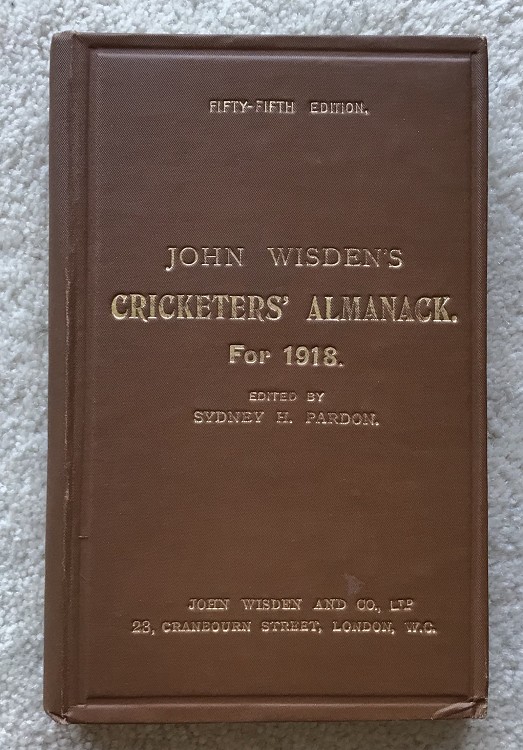 FIFTY-FIFTH EDITION.
JOHN WISDEN'S
CRICKETERS' ALMANACK.
For 1918.
EDITED BY
SYDNEY H. PARDON.
JOHN WISDEN AND CO., LTD
23, CRANBOURN STREET, LONDON, W.C.